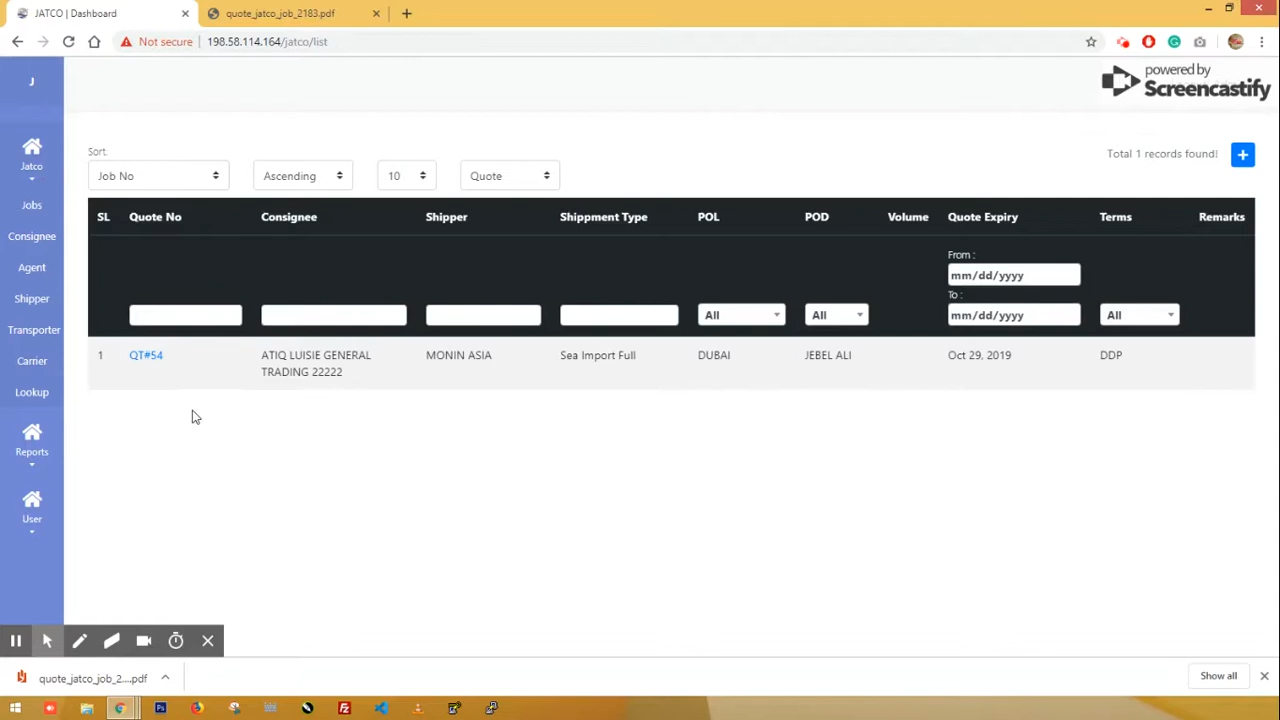 JATCO | Dashboard
quote_jatco_job_2183.pdf
Not secure
198.58.114.164/jatco/list
J
powered by
Screencastify
Jatco
Jobs
Consignee
Agent
Shipper
Transporter
Carrier
Lookup
Reports
User
Sort:
Total 1 records found!
Job No
Ascending
10
Quote
SL Quote No Consignee Shipper Shippment Type POL POD Volume Quote Expiry Terms Remarks
From :
mm/dd/yyyy
To :
All All mm/dd/yyyy All
1 QT#54 ATIQ LUISIE GENERAL MONIN ASIA Sea Import Full DUBAI JEBEL ALI Oct 29, 2019 DDP
TRADING 22222
quote_jatco_job_2....pdf
Show all